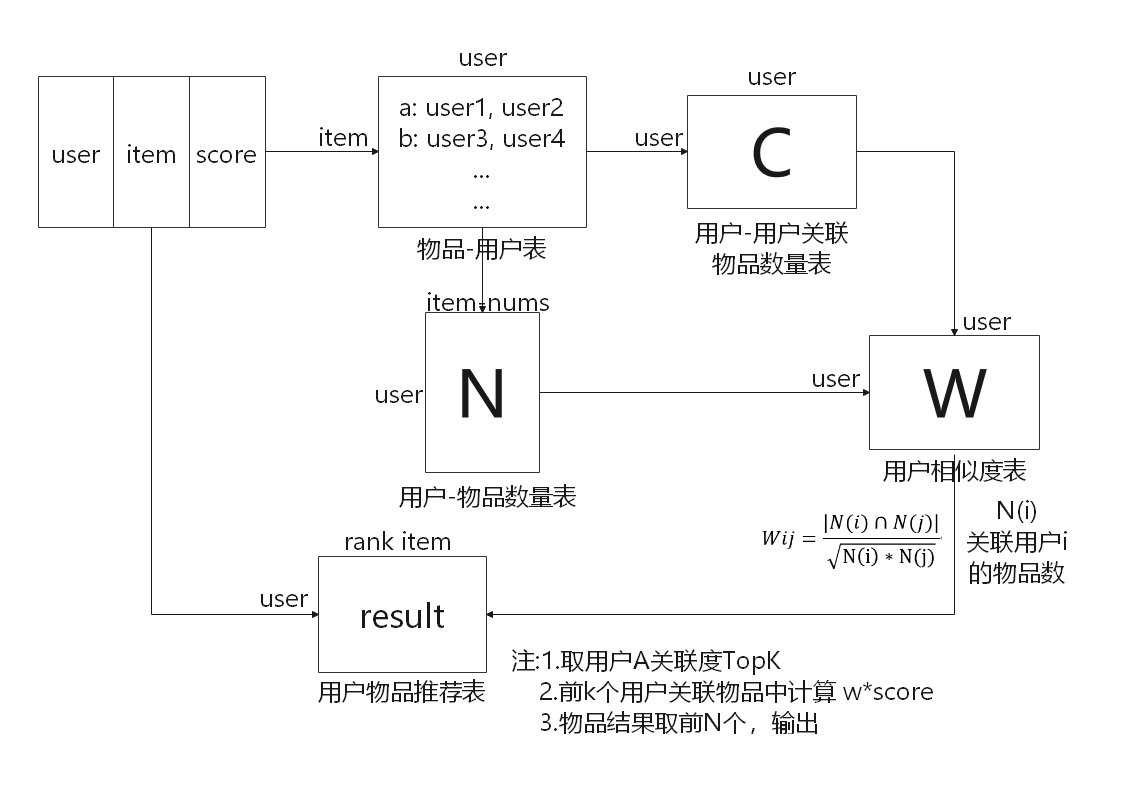 user
user
user
item
score
item
a: user1, user2
b: user3, user4
...
...
user
C
物品-用户表
用户-用户关联
物品数量表
item-nums
user
N
user
user
W
用户-物品数量表
用户相似度表
Wij = |N(i) ∩ N(j)| / √N(i) * N(j)
N(i)
关联用户i
的物品数
rank item
user
result
用户物品推荐表
注:1.取用户A关联度TopK
2.前k个用户关联物品中计算 w*score
3.物品结果取前N个，输出